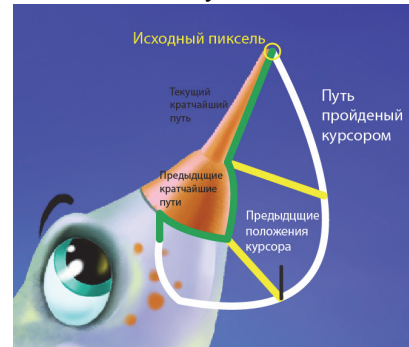 Исходный пиксель
Текущий
кратчайший
путь
Путь
пройденый
курсором
Предыдщие
кратчайшие
пути
Предыдщие
положения
курсора